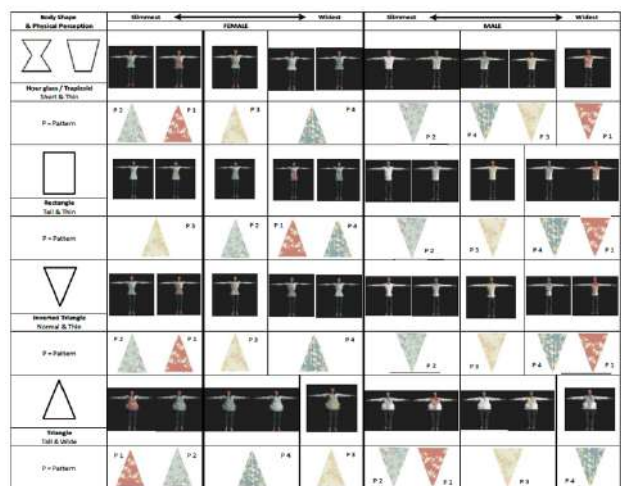 Body Shape Slimmest Widest Slimmest Widest
& Physical Perception FEMALE MALE
Hourglass / Trapezoid
Short & Thin
P = Pattern P 2 P 1 P 3 P 4 P 2 P 4 P 3 P 1
Rectangle
Tall & Thin
P = Pattern P 3 P 2 P 1 P 4 P 2 P 3 P 4 P 1
Inverted Triangle
Normal & Thin
P = Pattern P 2 P 1 P 3 P 4 P 2 P 3 P 4 P 1
Triangle
Tall & Wide
P = Pattern P 1 P 2 P 4 P 3 P 2 P 1 P 3 P 4